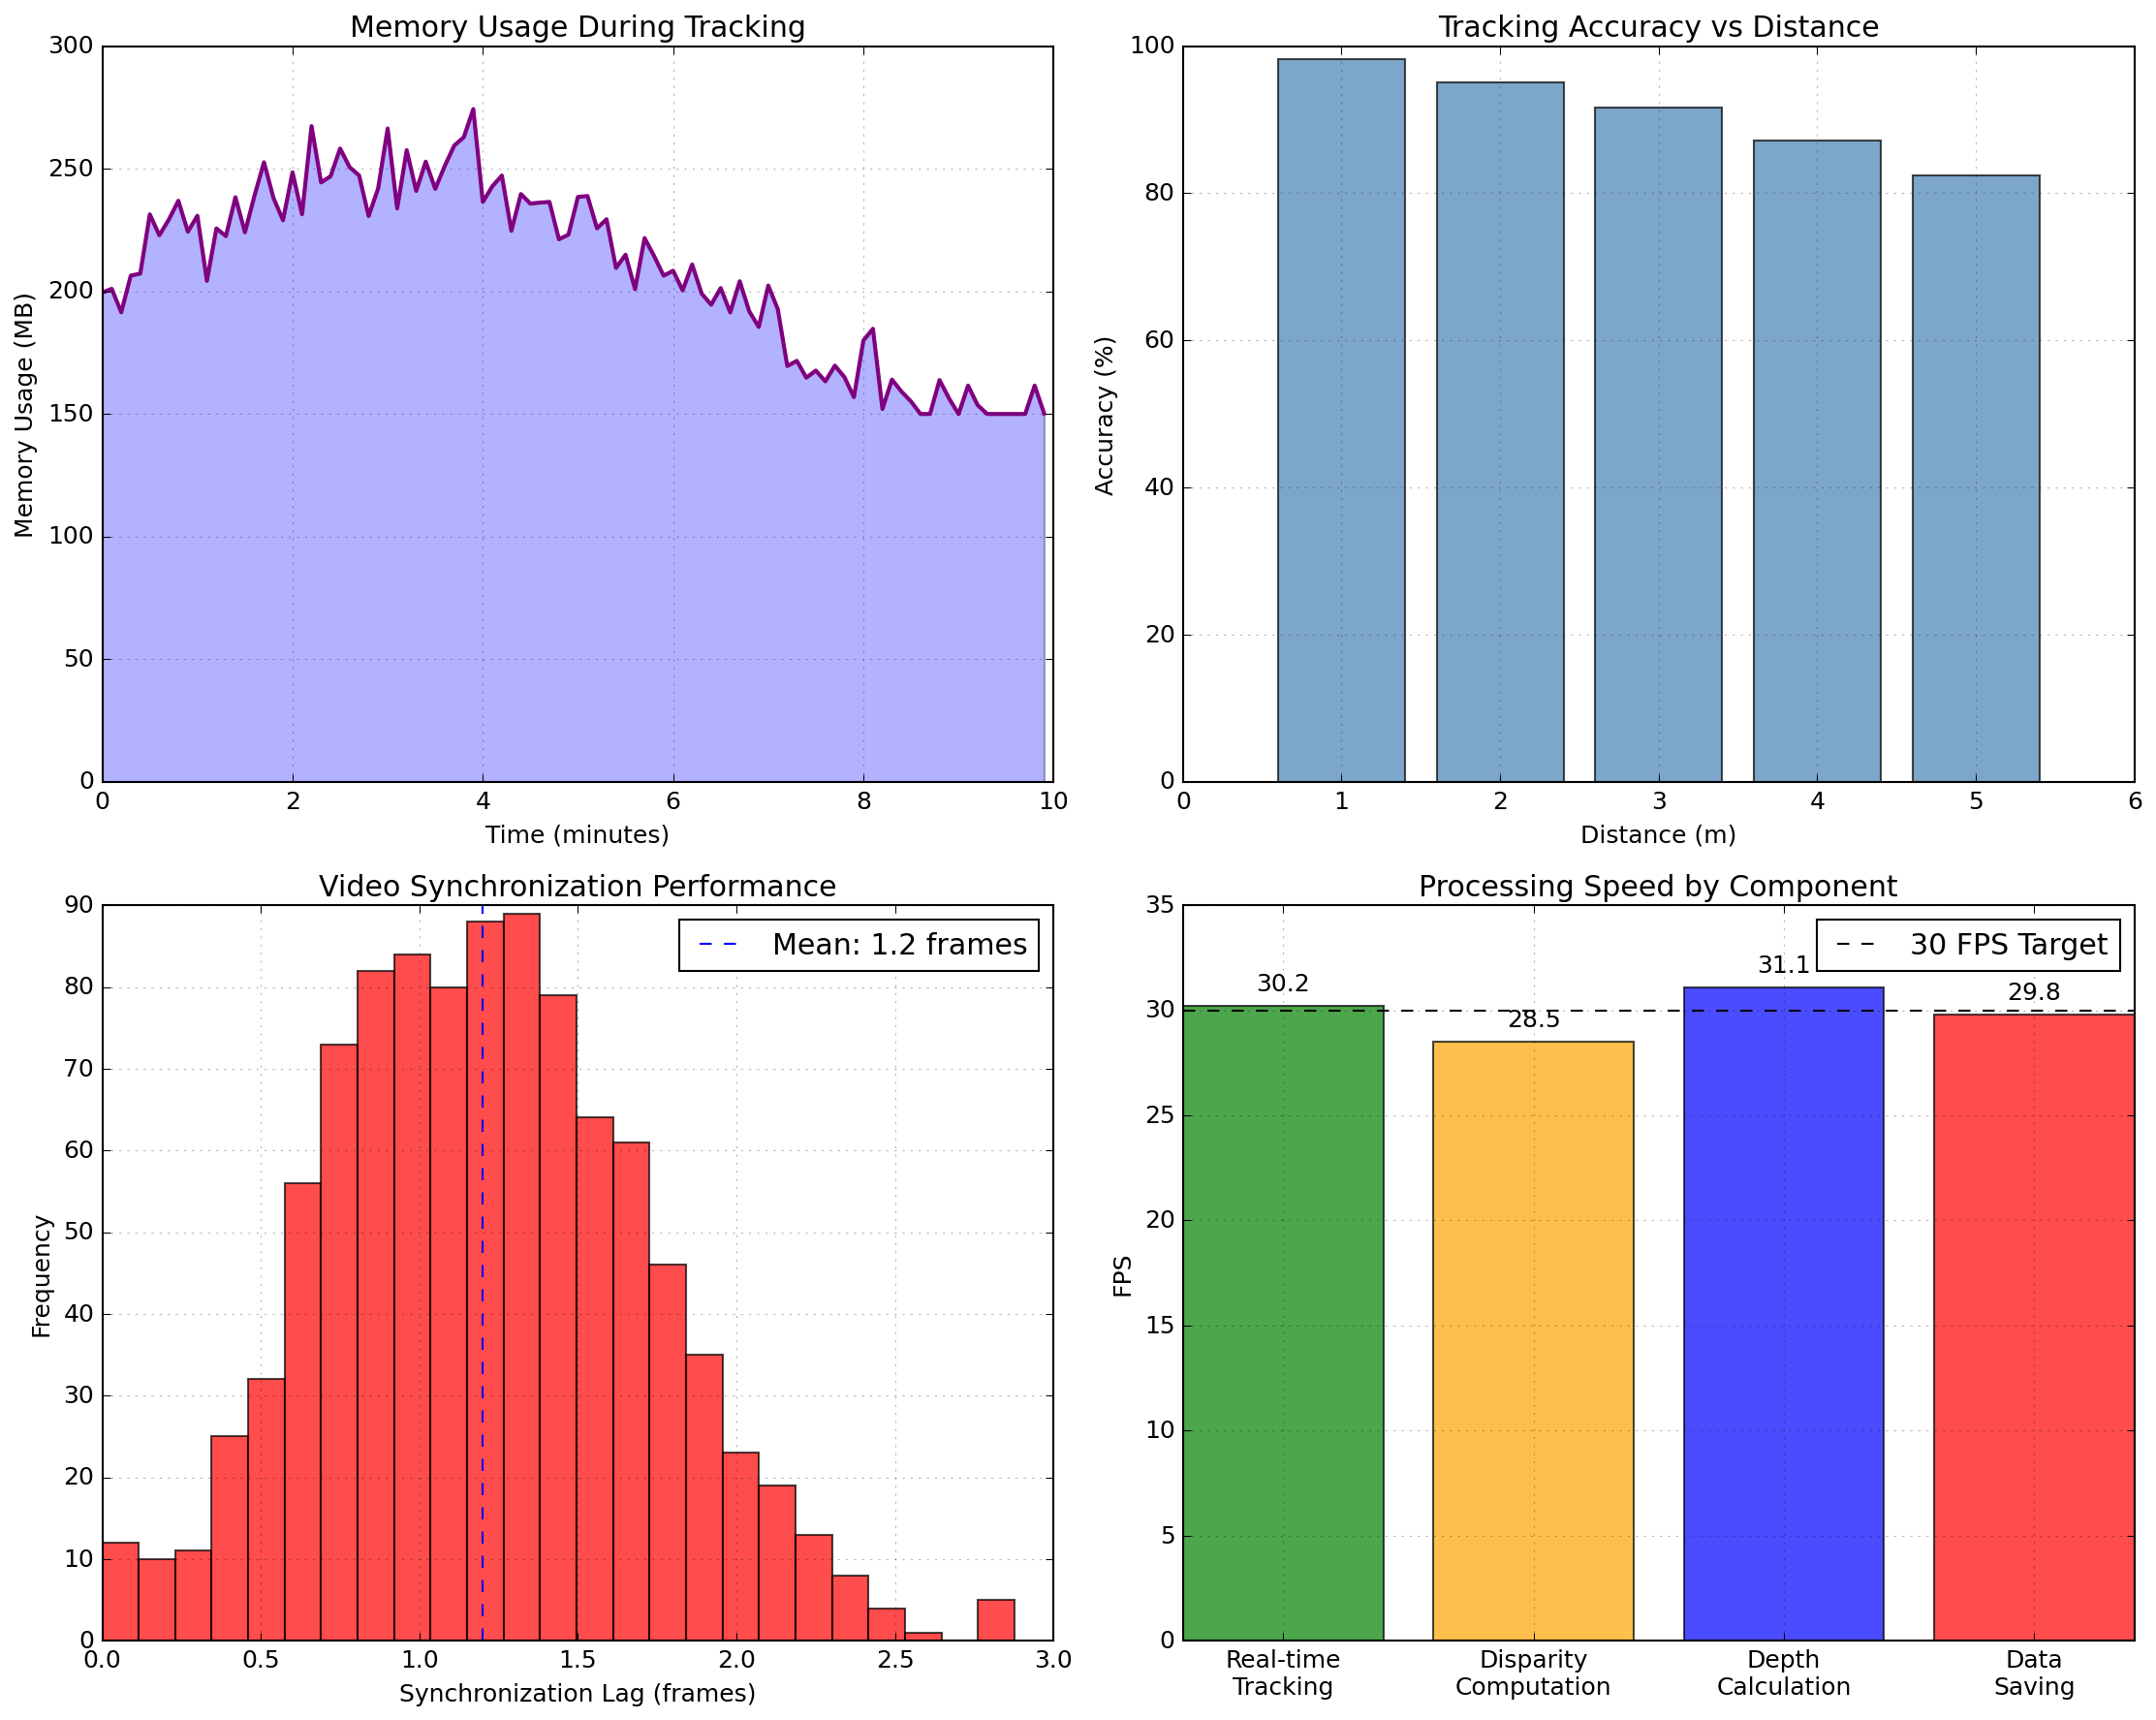 Memory Usage During Tracking
300
250
200
150
100
50
0
Memory Usage (MB)
0 2 4 6 8 10
Time (minutes)
Tracking Accuracy vs Distance
100
80
60
40
20
0
Accuracy (%)
0 1 2 3 4 5 6
Distance (m)
Video Synchronization Performance
90
80
70
60
50
40
30
20
10
0
Frequency
Mean: 1.2 frames
0.0 0.5 1.0 1.5 2.0 2.5 3.0
Synchronization Lag (frames)
Processing Speed by Component
35
30
25
20
15
10
5
0
FPS
30 FPS Target
30.2
28.5
31.1
29.8
Real-time
Tracking
Disparity
Computation
Depth
Calculation
Data
Saving